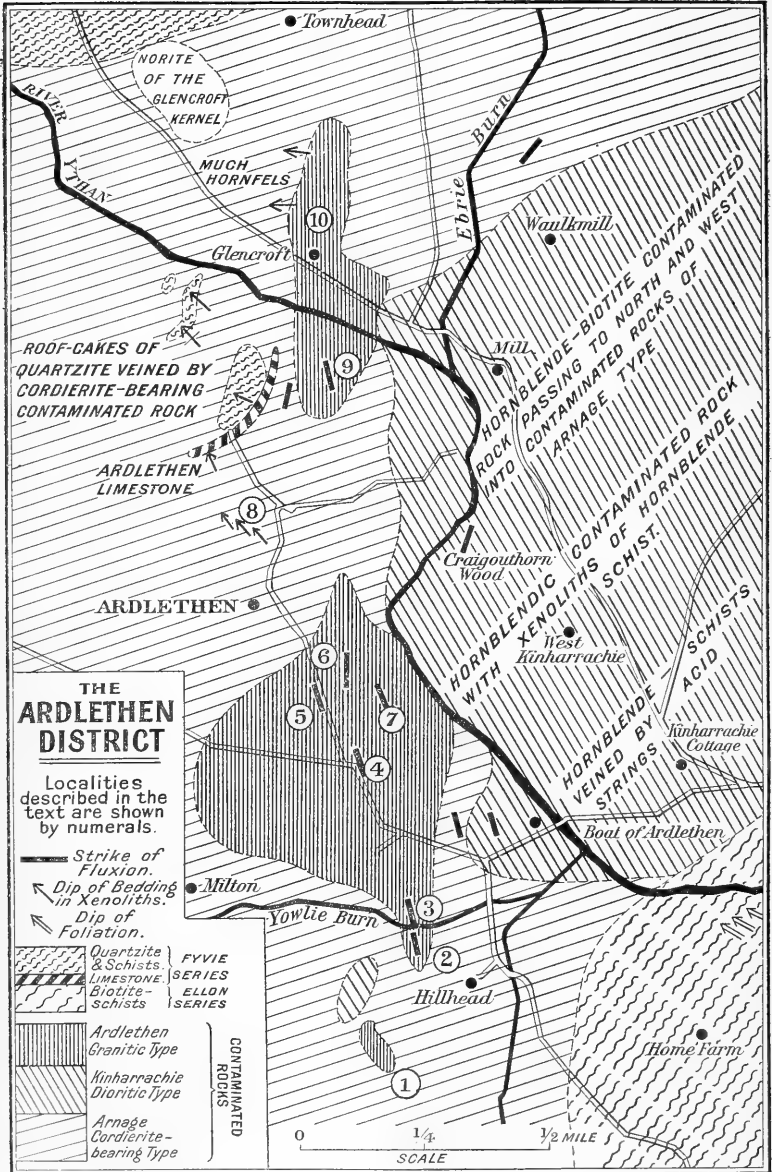 Townhead
NORITE
OF THE
GLENCROFT
KERNEL
RIVER
YTHAN
MUCH
HORNFELS
Ebrie Burn
10
Glencroft
Waulkmill
Mill
ROOF-CAKES OF
QUARTZITE VEINED BY
CORDIERITE-BEARING
CONTAMINATED ROCK
9
HORNBLENDE-BIOTITE CONTAMINATED
ROCK PASSING TO NORTH AND WEST
INTO CONTAMINATED ROCKS OF
ARNAGE TYPE
ARDLETHEN
LIMESTONE
8
Craigouthorn
Wood
HORNBLENDIC CONTAMINATED ROCK
WITH XENOLITHS OF HORNBLENDE
SCHIST.
ARDLETHEN
West
Kinharrachie
6
5
7
4
HORNBLENDE SCHISTS
VEINED BY ACID
STRINGS
Kinharrachie
Cottage
Boat of Ardlethen
Milton
Yowlie Burn
3
2
Hillhead
Home Farm
1
THE
ARDLETHEN
DISTRICT
Localities
described in the
text are shown
by numerals.
Strike of
Fluxion.
Dip of Bedding
in Xenoliths.
Dip of
Foliation.
Quartzite
& Schists.
LIMESTONE.
FYVIE
SERIES
Biotite-
schists
ELLON
SERIES
Ardlethen
Granitic Type
Kinharrachie
Dioritic Type
Arnage
Cordierite-
bearing Type
CONTAMINATED
ROCKS
0 1/4 1/2 MILE
SCALE